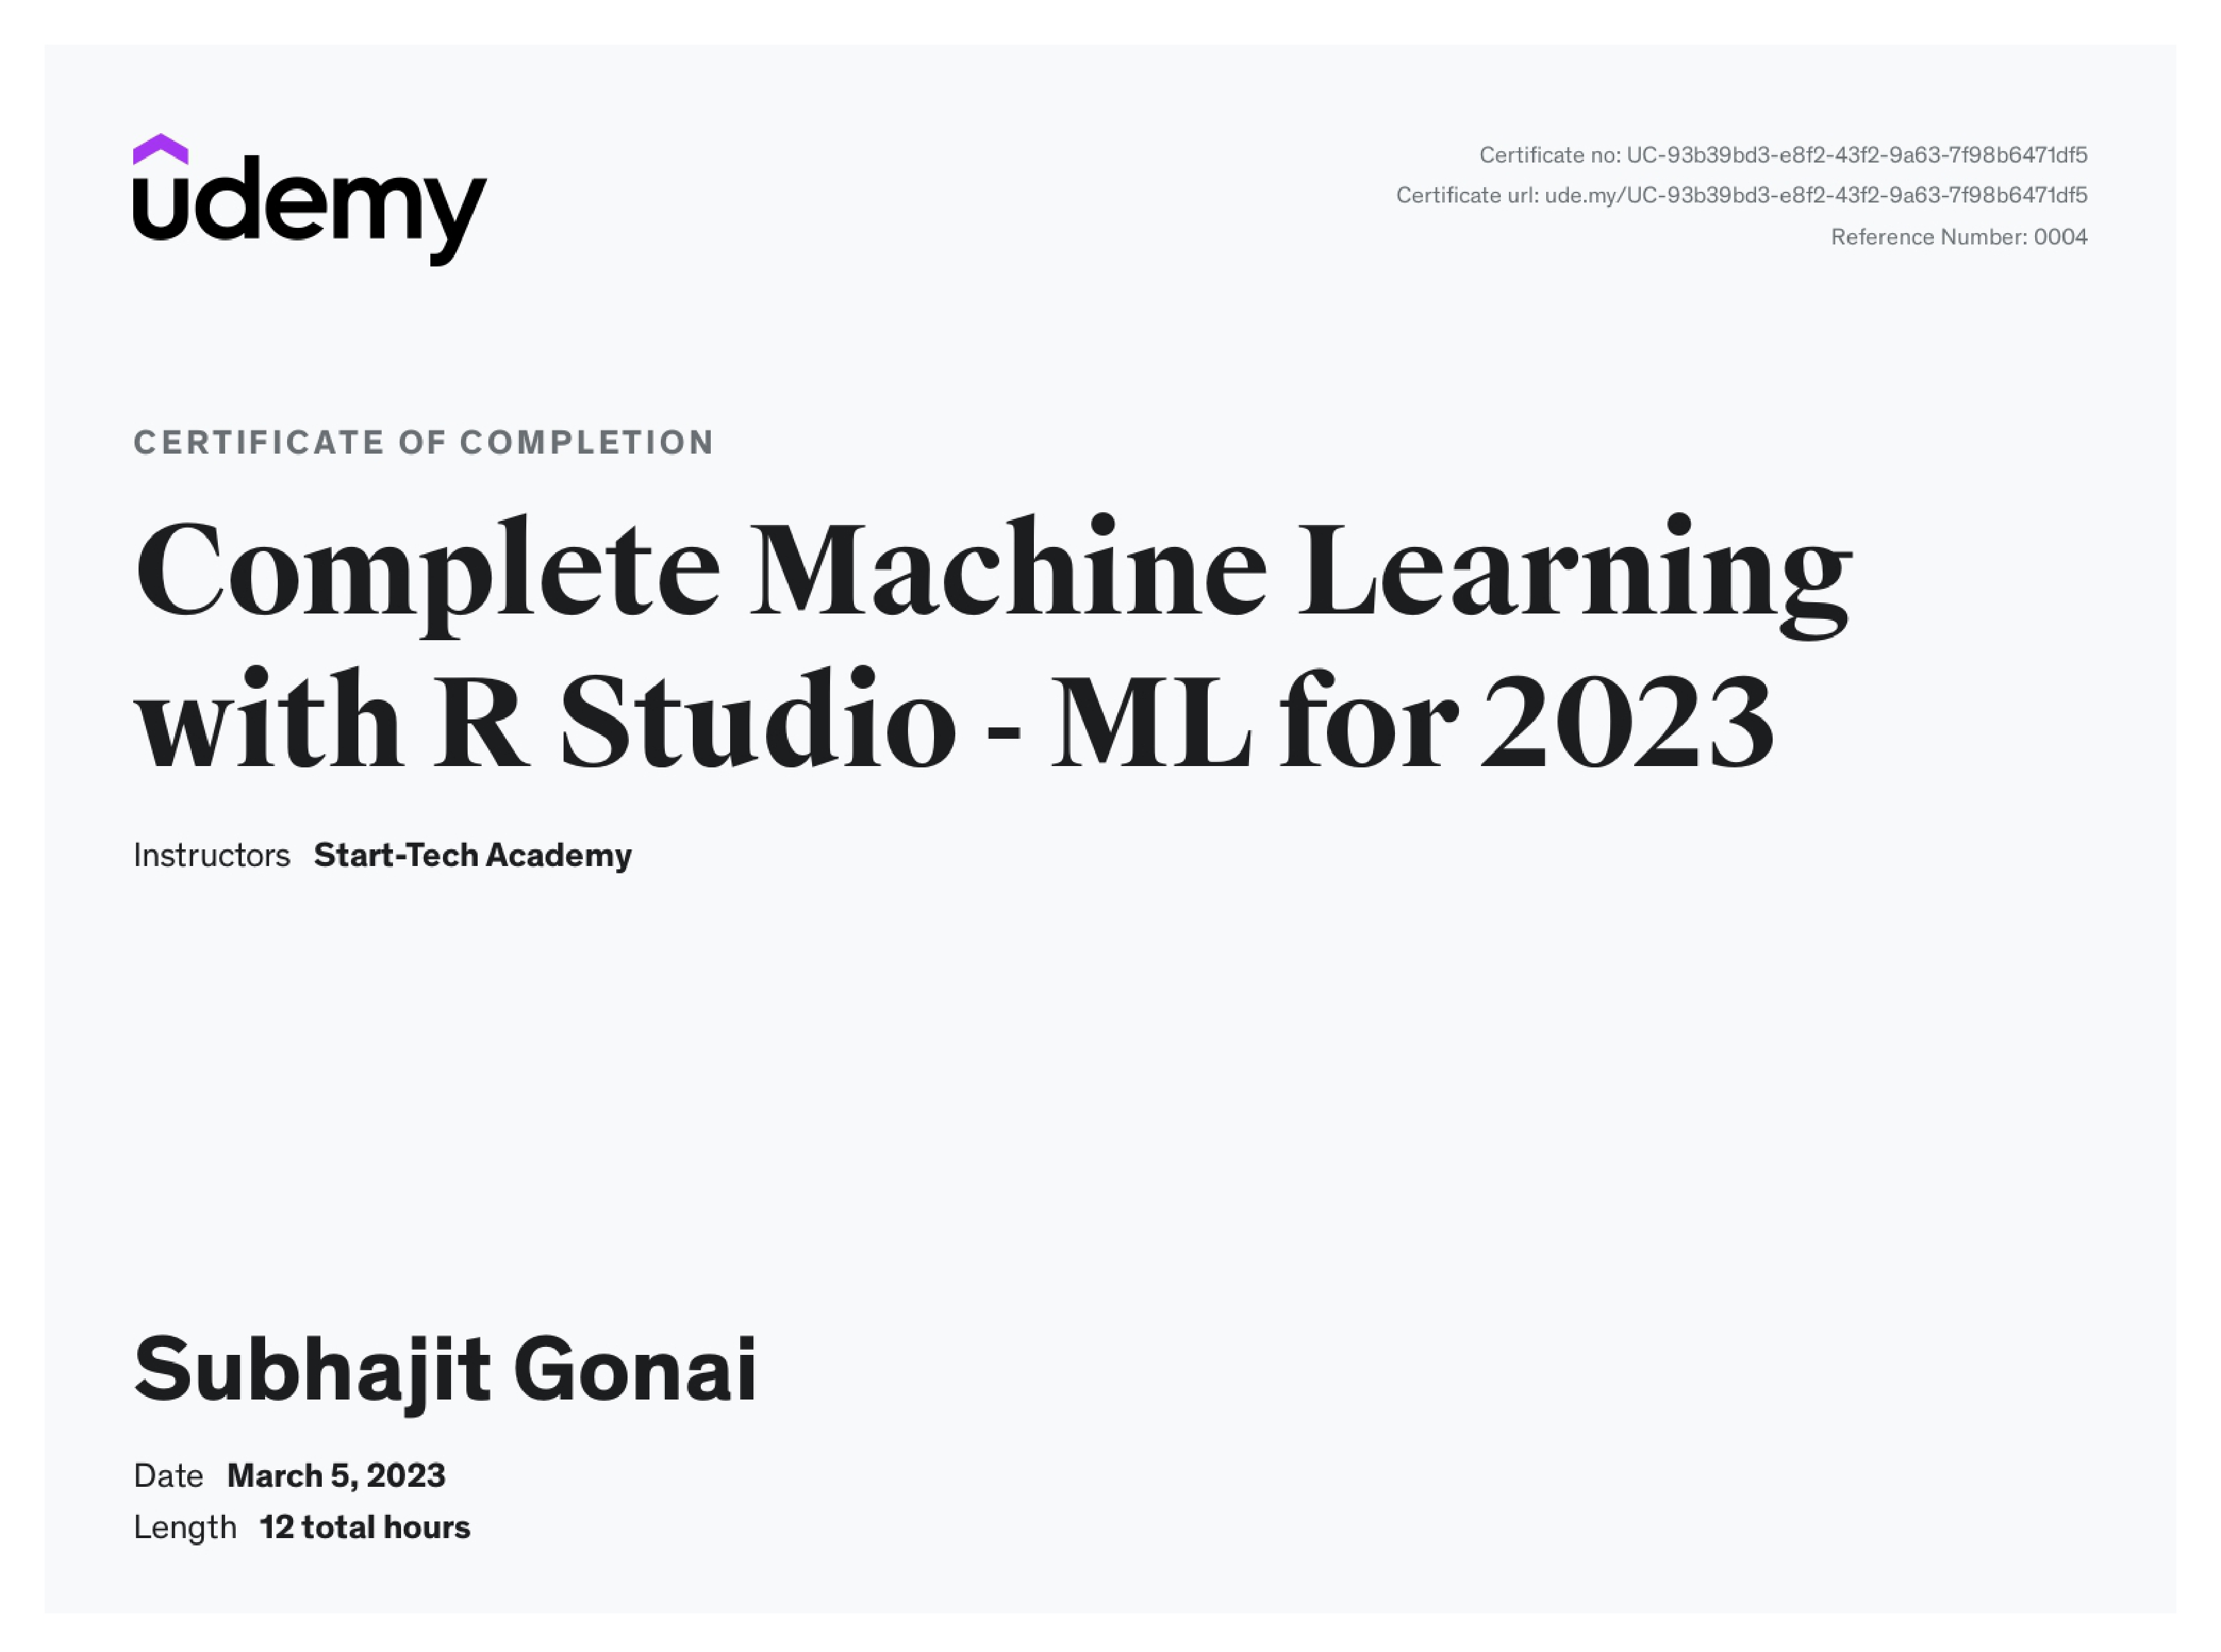 udemy
Certificate no: UC-93b39bd3-e8f2-43f2-9a63-7f98b6471df5
Certificate url: ude.my/UC-93b39bd3-e8f2-43f2-9a63-7f98b6471df5
Reference Number: 0004
CERTIFICATE OF COMPLETION
Complete Machine Learning
with R Studio - ML for 2023
Instructors Start-Tech Academy
Subhajit Gonai
Date March 5, 2023
Length 12 total hours